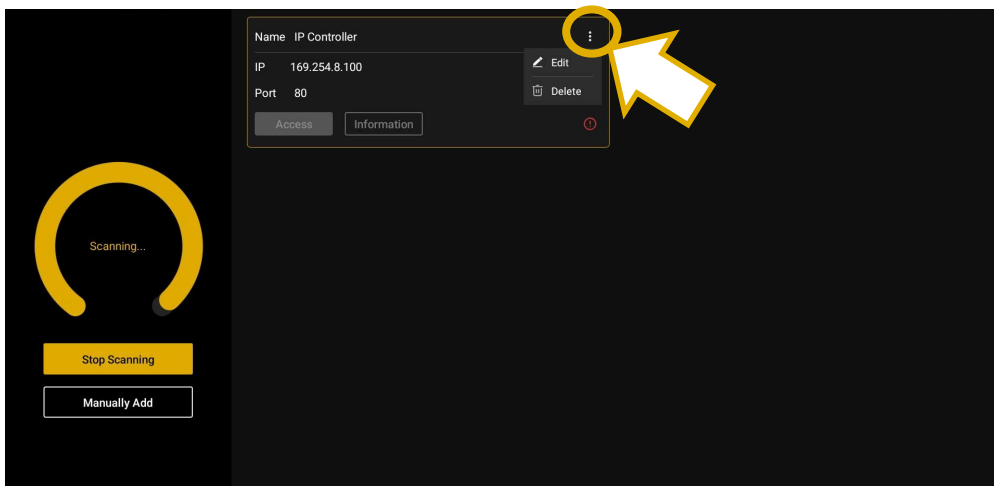 Name IP Controller
IP 169.254.8.100
Edit
Port 80
Delete
Access Information
Scanning...
Stop Scanning
Manually Add